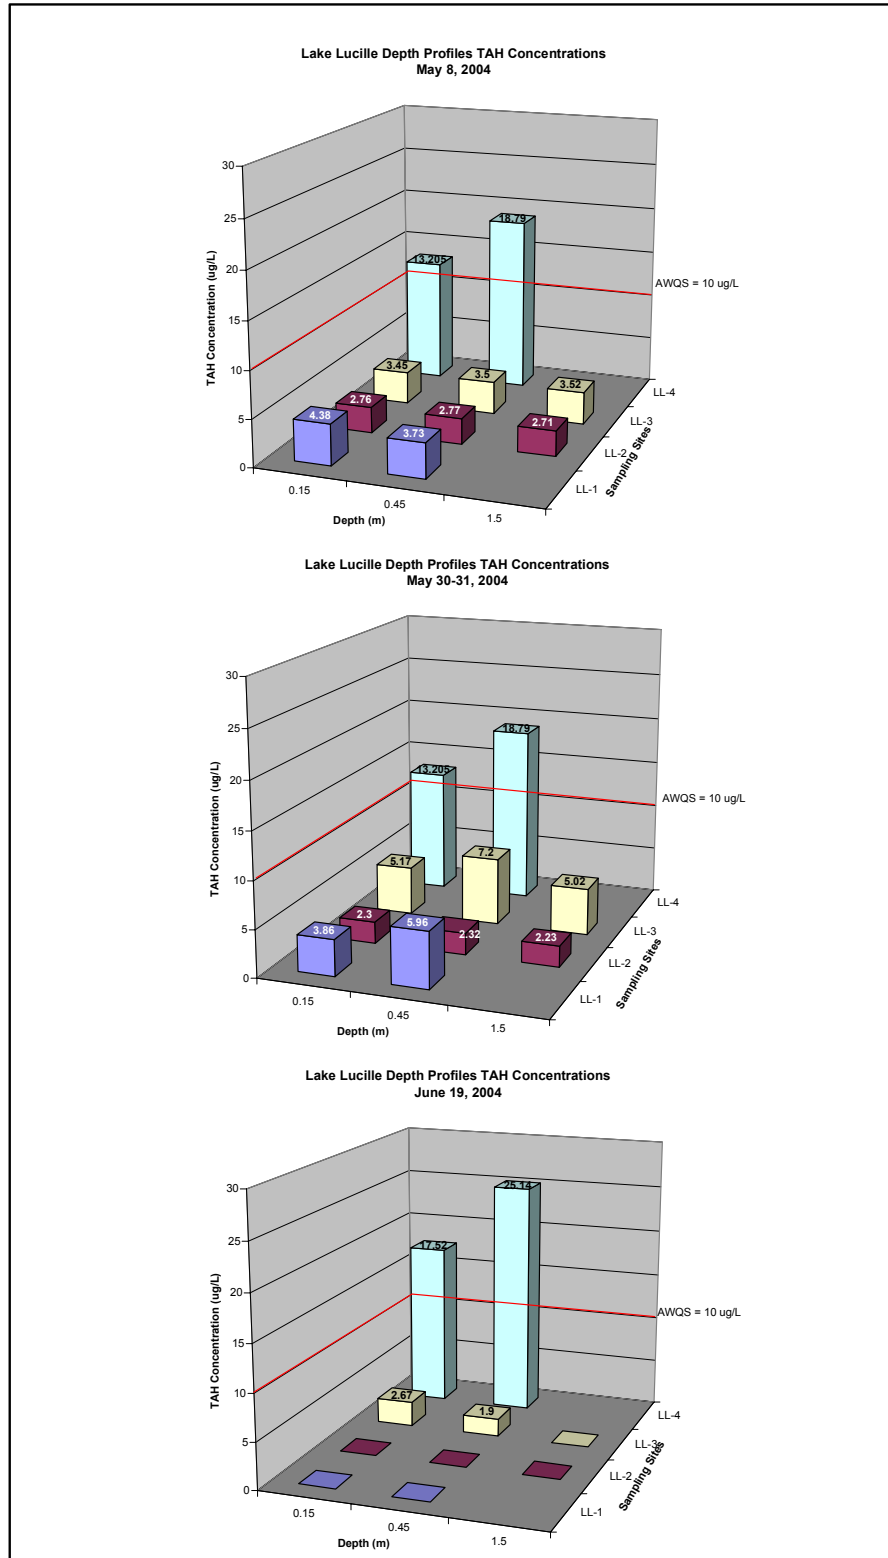 Lake Lucille Depth Profiles TAH Concentrations
May 8, 2004
30
25
20
15
10
5
0
TAH Concentration (ug/L)
13.205
18.79
3.45
3.5
3.52
2.76
2.77
2.71
4.38
3.73
AWQS = 10 ug/L
LL-4
LL-3
LL-2
LL-1
Sampling Sites
0.15
0.45
1.5
Depth (m)
Lake Lucille Depth Profiles TAH Concentrations
May 30-31, 2004
30
25
20
15
10
5
0
TAH Concentration (ug/L)
13.205
18.79
5.17
7.2
5.02
2.3
2.32
2.23
3.86
5.96
AWQS = 10 ug/L
LL-4
LL-3
LL-2
LL-1
Sampling Sites
0.15
0.45
1.5
Depth (m)
Lake Lucille Depth Profiles TAH Concentrations
June 19, 2004
30
25
20
15
10
5
0
TAH Concentration (ug/L)
17.52
25.14
2.67
1.9
AWQS = 10 ug/L
LL-4
LL-3
LL-2
LL-1
Sampling Sites
0.15
0.45
1.5
Depth (m)